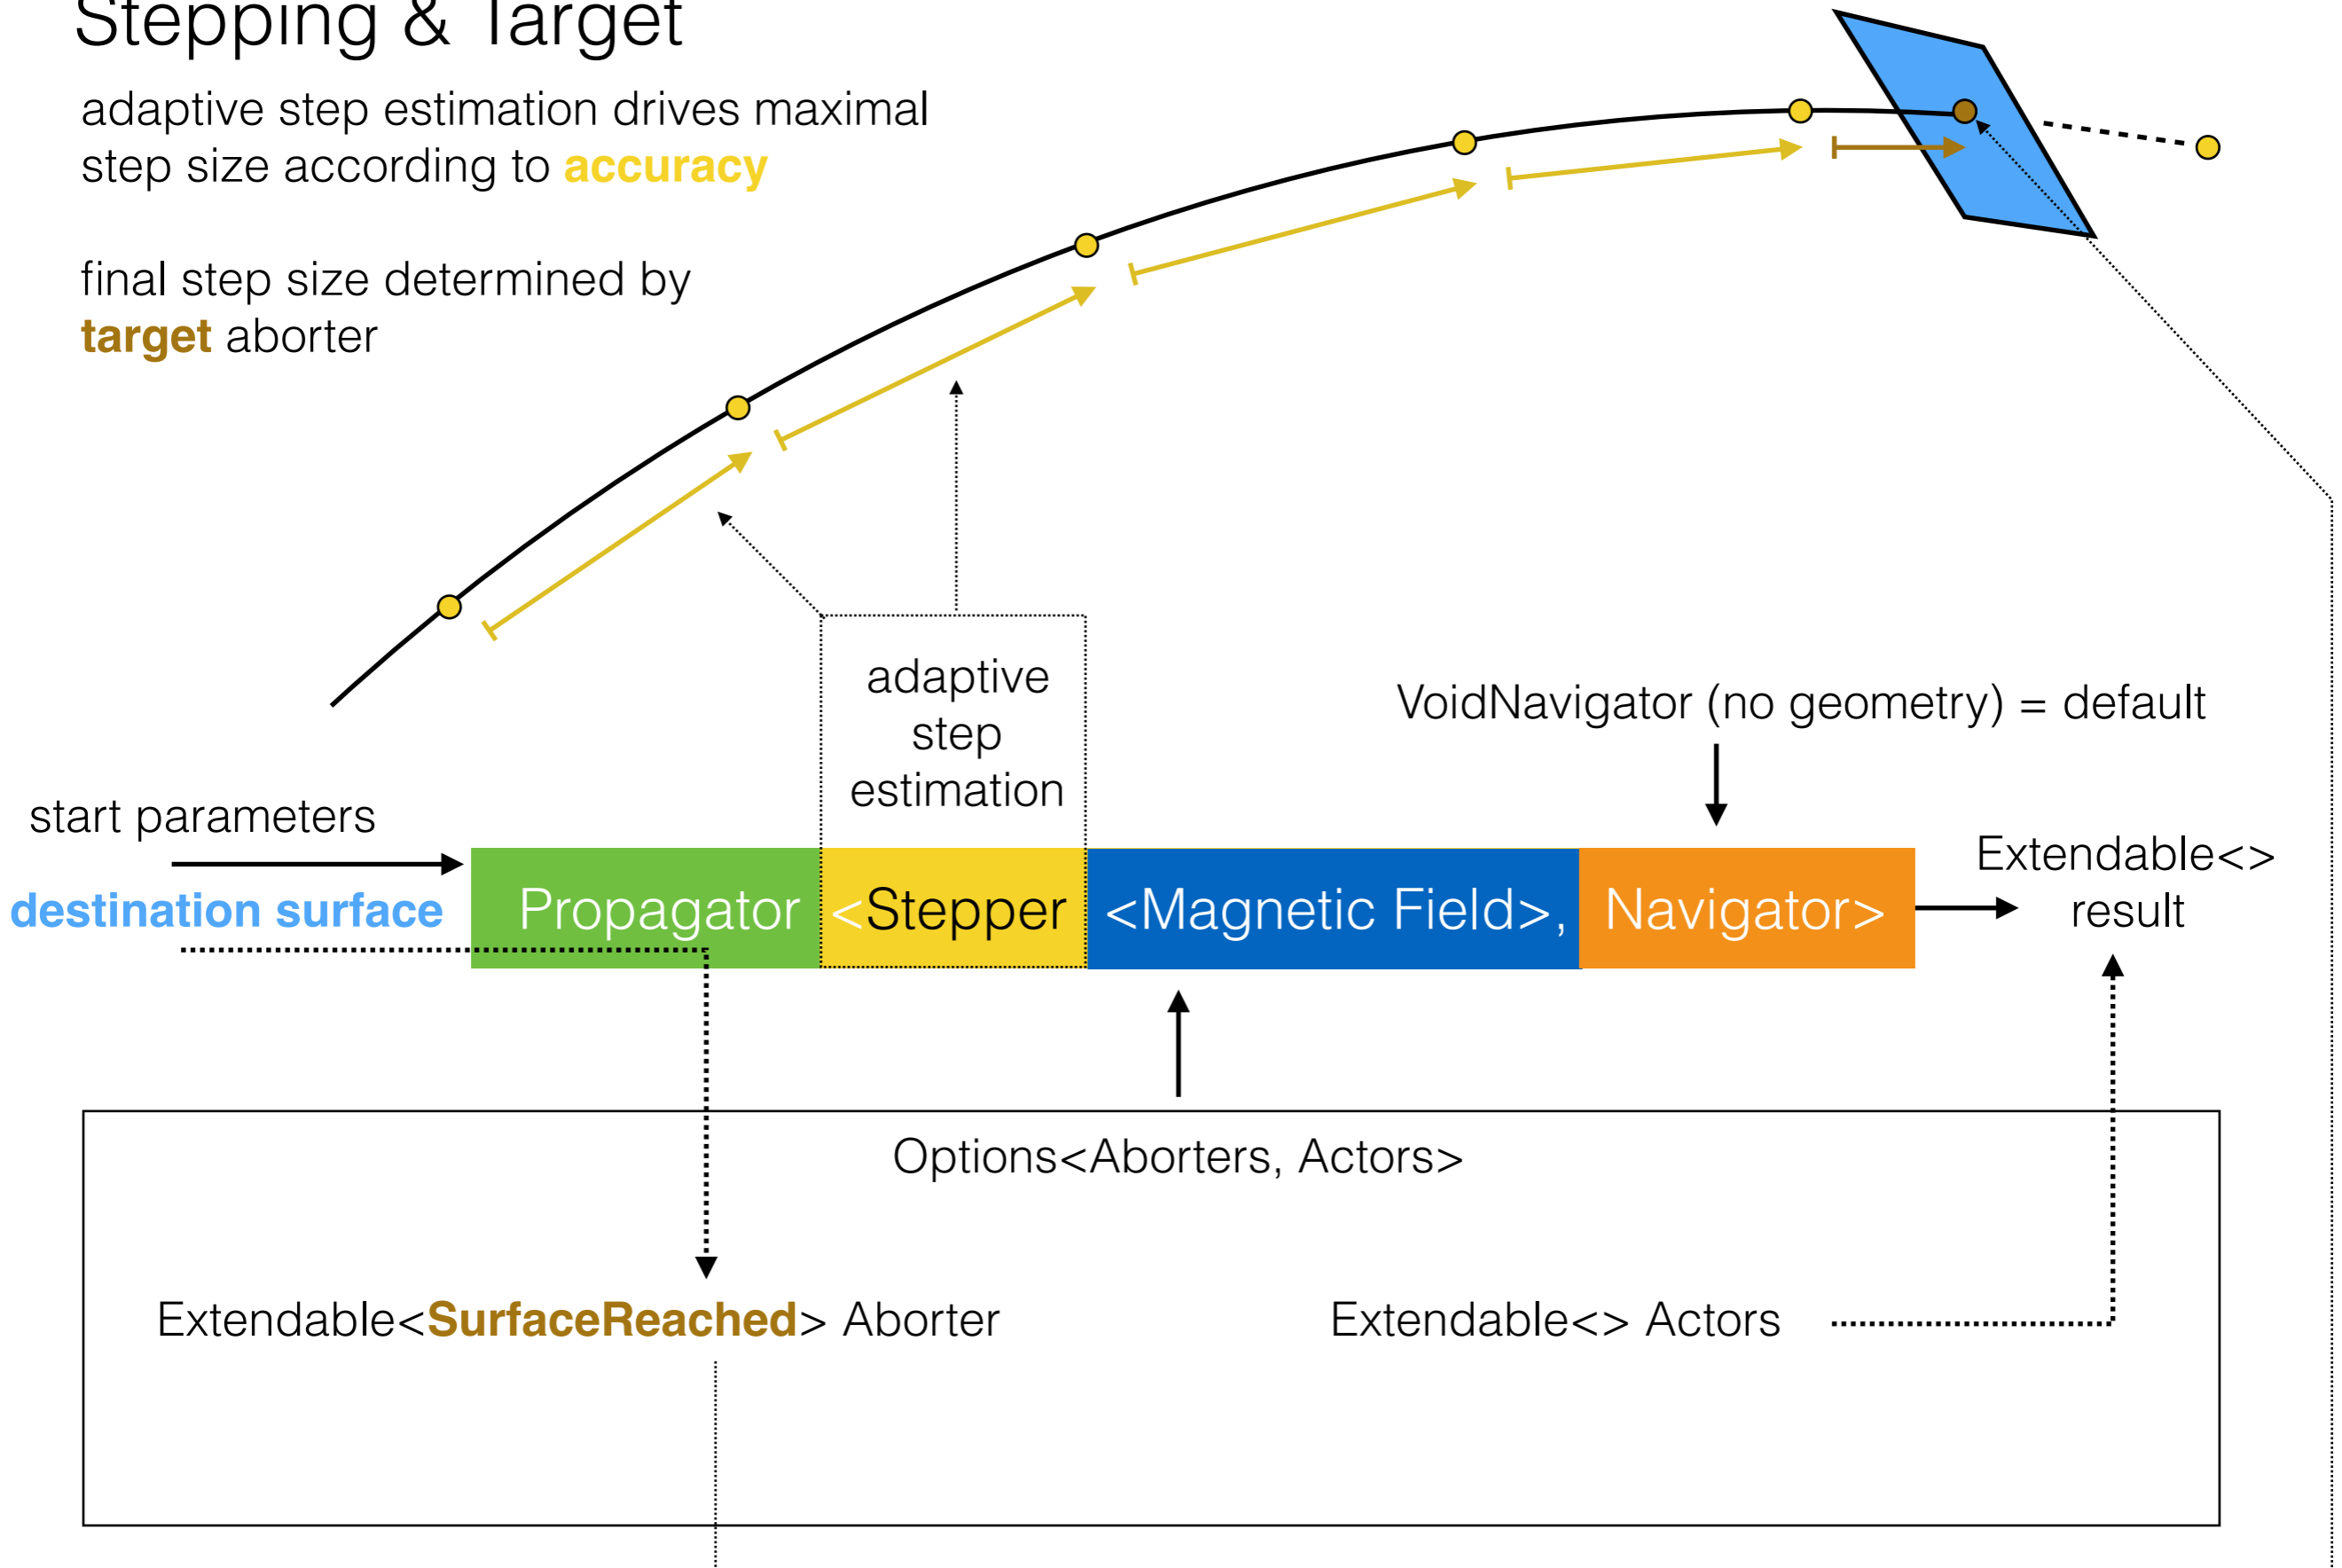 Stepping & Target
adaptive step estimation drives maximal
step size according to accuracy
final step size determined by
target aborter
adaptive
step
estimation
VoidNavigator (no geometry) = default
start parameters
destination surface
Propagator <Stepper <Magnetic Field>, Navigator>
Extendable<>
result
Options<Aborters, Actors>
Extendable<SurfaceReached> Aborter
Extendable<> Actors